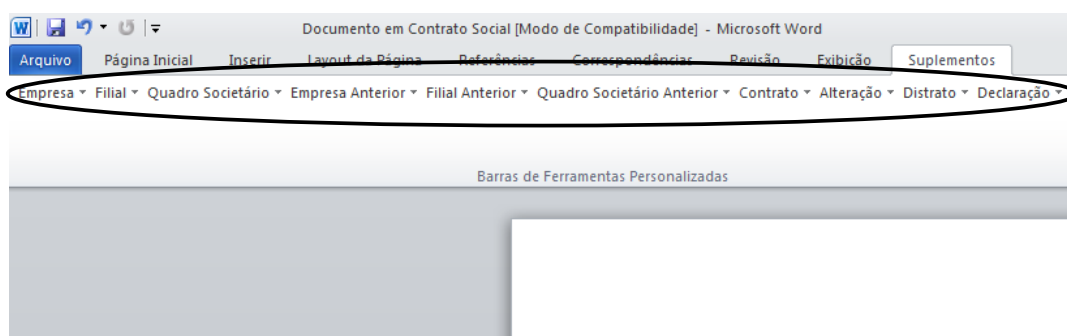 Documento em Contrato Social [Modo de Compatibilidade] - Microsoft Word
Arquivo Página Inicial Inserir Layout da Página Referências Correspondências Revisão Exibição Suplementos
Empresa Filial Quadro Societário Empresa Anterior Filial Anterior Quadro Societário Anterior Contrato Alteração Distrato Declaração
Barras de Ferramentas Personalizadas